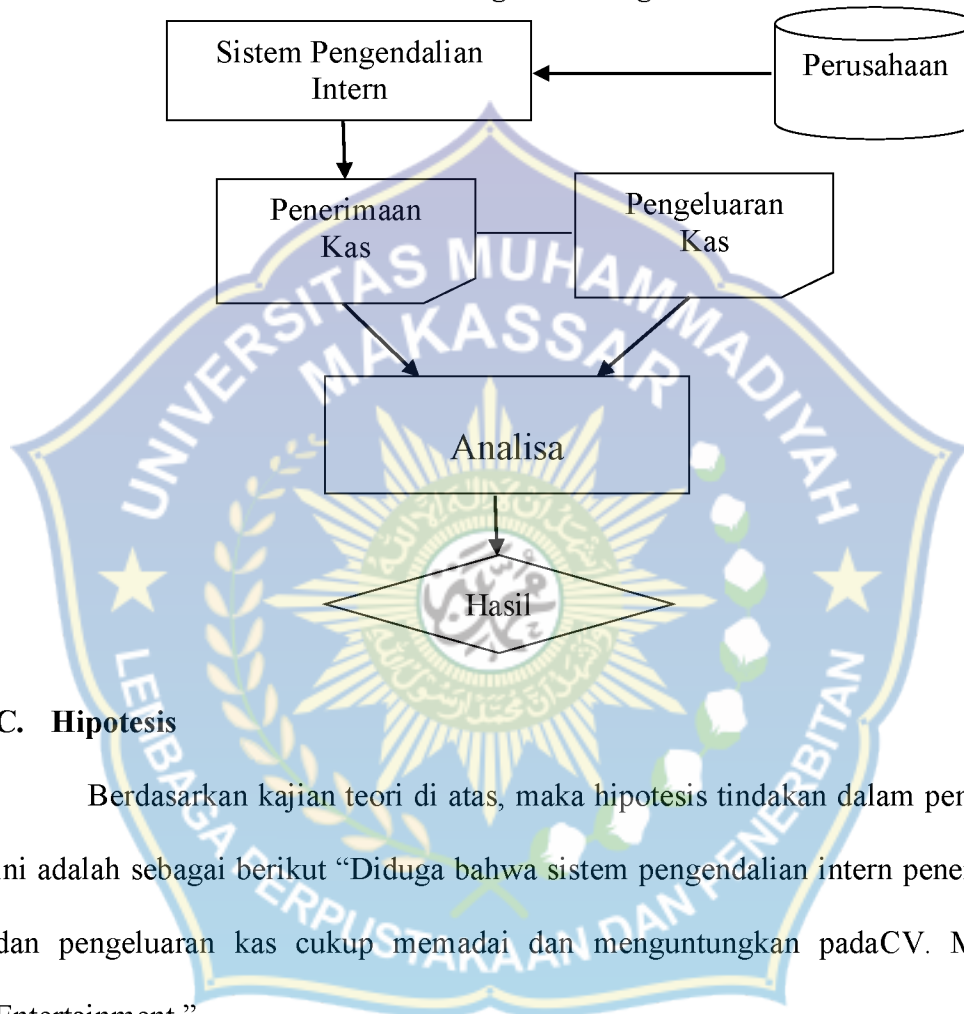 Sistem Pengendalian
Intern
Perusahaan
Penerimaan
Kas
Pengeluaran
Kas
UNIVERSITAS MUHAMMADIYAH
MAKASSAR
Analisa
Hasil
LEMBAGA PERPUSTAKAAN DAN PENERBITAN
C. Hipotesis
Berdasarkan kajian teori di atas, maka hipotesis tindakan dalam pen
ini adalah sebagai berikut “Diduga bahwa sistem pengendalian intern pene
dan pengeluaran kas cukup memadai dan menguntungkan padaCV. M
Entertainment.”